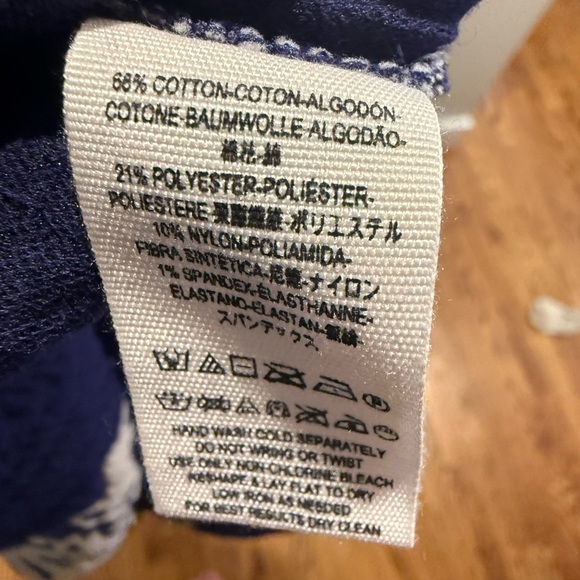 68% COTTON-COTON-ALGODÓN-
COTONE-BAUMWOLLE-ALGODÃO-
棉花-綿
21% POLYESTER-POLIÉSTER-
POLIESTERE 聚酯纖維-ポリエステル
10% NYLON-POLIAMIDA-
FIBRA SINTÉTICA-尼龍-ナイロン
1% SPANDEX-ÉLASTHANNE-
ELASTANO-ELASTAN-
スパンデックス
HAND WASH COLD SEPARATELY
DO NOT WRING OR TWIST
USE ONLY NON-CHLORINE BLEACH
RESHAPE & LAY FLAT TO DRY
LOW IRON AS NEEDED
FOR BEST RESULTS DRY CLEAN